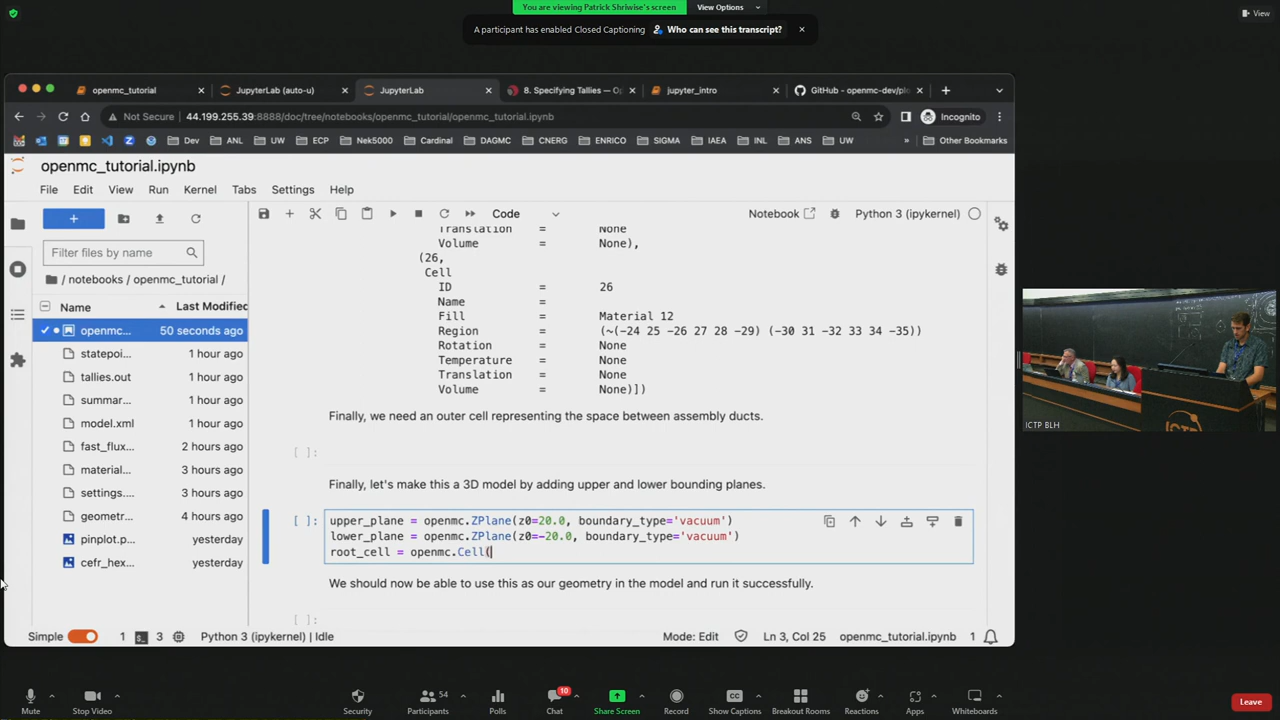 You are viewing Patrick Shriwise's screen
View Options
View
A participant has enabled Closed Captioning
Who can see this transcript?
openmc_tutorial
JupyterLab (auto-u)
JupyterLab
8. Specifying Tallies — O
jupyter_intro
GitHub - openmc-dev/plo
Not Secure
44.199.255.39:8888/doc/tree/notebooks/openmc_tutorial/openmc_tutorial.ipynb
Incognito
Dev
ANL
UW
ECP
Nek5000
Cardinal
DAGMC
CNERG
ENRICO
SIGMA
IAEA
INL
ANS
UW
»
Other Bookmarks
openmc_tutorial.ipynb
File
Edit
View
Run
Kernel
Tabs
Settings
Help
Code
Notebook
Python 3 (ipykernel)
Filter files by name
/ notebooks / openmc_tutorial /
Name
Last Modified
openmc... 50 seconds ago
statepoi... 1 hour ago
tallies.out 1 hour ago
summar... 1 hour ago
model.xml 1 hour ago
fast_flux... 2 hours ago
material... 3 hours ago
settings.... 3 hours ago
geometr... 4 hours ago
pinplot.p... yesterday
cefr_hex... yesterday
Translation = None
Volume = None),
(26,
Cell
ID = 26
Name =
Fill = Material 12
Region = (~(-24 25 -26 27 28 -29) (-30 31 -32 33 34 -35))
Rotation = None
Temperature = None
Translation = None
Volume = None)])
Finally, we need an outer cell representing the space between assembly ducts.
[ ]:
Finally, let's make this a 3D model by adding upper and lower bounding planes.
[ ]:
upper_plane = openmc.ZPlane(z0=20.0, boundary_type='vacuum')
lower_plane = openmc.ZPlane(z0=-20.0, boundary_type='vacuum')
root_cell = openmc.Cell(
We should now be able to use this as our geometry in the model and run it successfully.
[ ]:
Simple
1
3
Python 3 (ipykernel) | Idle
Mode: Edit
Ln 3, Col 25
openmc_tutorial.ipynb
1
ICTP
ICTP BLH
Mute
Stop Video
Security
54
Participants
Polls
10
Chat
Share Screen
Record
Show Captions
Breakout Rooms
Reactions
Apps
Whiteboards
Leave